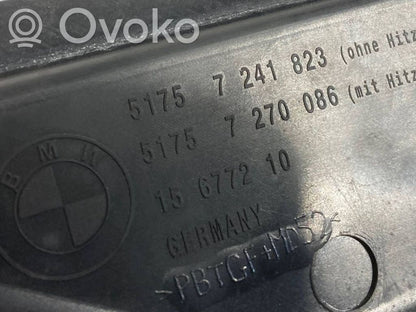 Ovoko
5175 7 241 823 (ohne Hitz
5175 7 270 086 (mit Hitz
15 6772 10
BMW
GERMANY